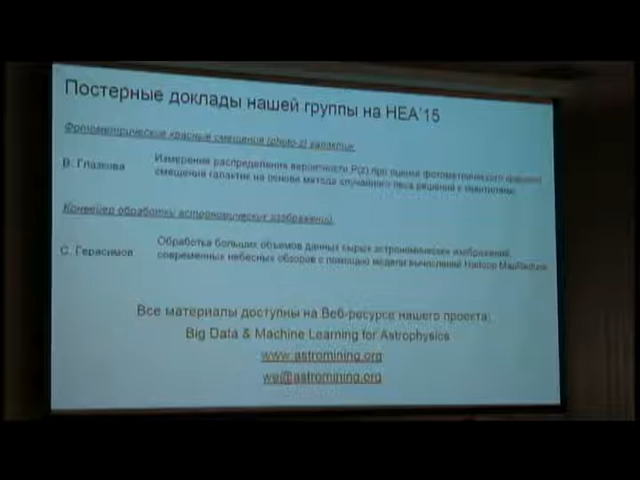 Постерные доклады нашей группы на HEA'15
Фотометрические красные смещения (photo-z) галактик
В. Глазкова
Измерение распределения вероятности P(z) при оценке фотометрического красного
смещения галактик на основе метода случайного леса решений с
Конвейер обработки астрономических изображений
С. Герасимов
Обработка больших объемов данных сырых астрономических изображений
современных небесных обзоров с помощью модели вычислений Hadoop MapReduce
Все материалы доступны на Веб-ресурсе нашего проекта:
Big Data & Machine Learning for Astrophysics
www.astromining.org
we@astromining.org